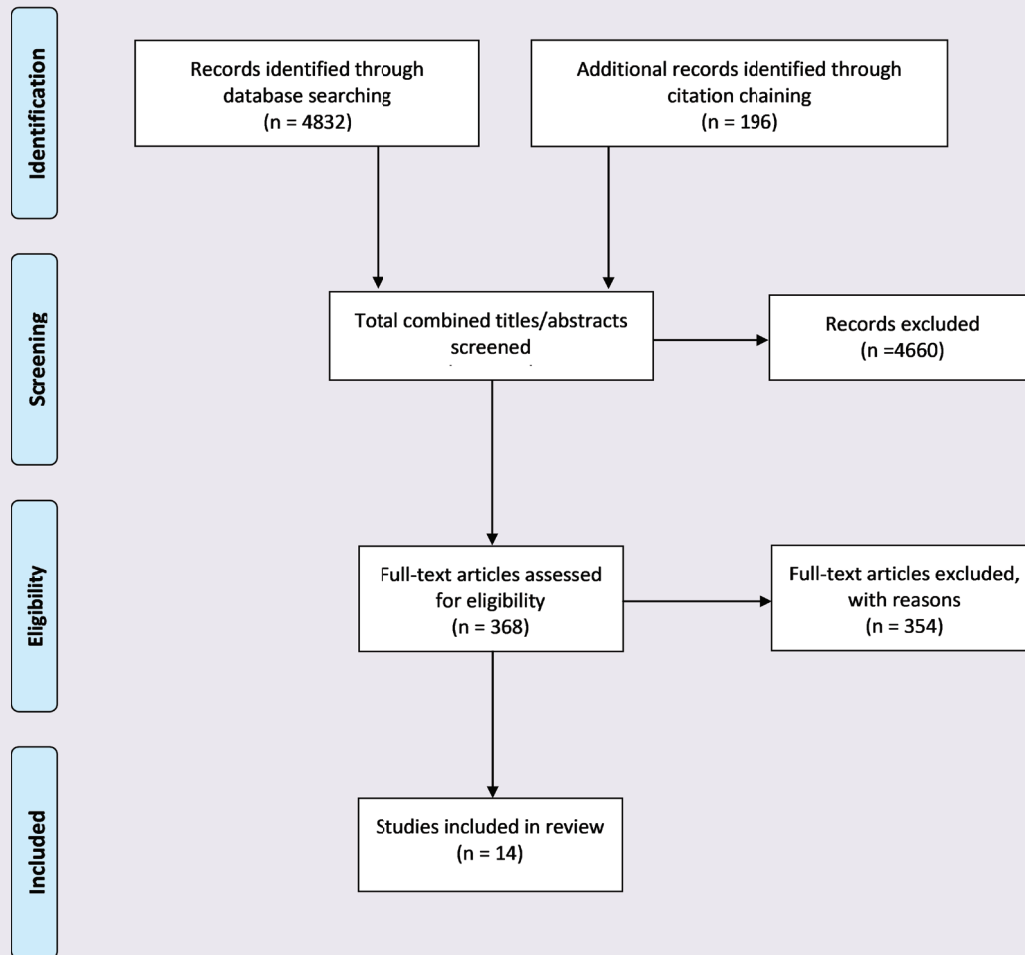 Identification
Records identified through
database searching
(n = 4832)
Additional records identified through
citation chaining
(n = 196)
Screening
Total combined titles/abstracts
screened
Records excluded
(n =4660)
Eligibility
Full-text articles assessed
for eligibility
(n = 368)
Full-text articles excluded,
with reasons
(n = 354)
Included
Studies included in review
(n = 14)